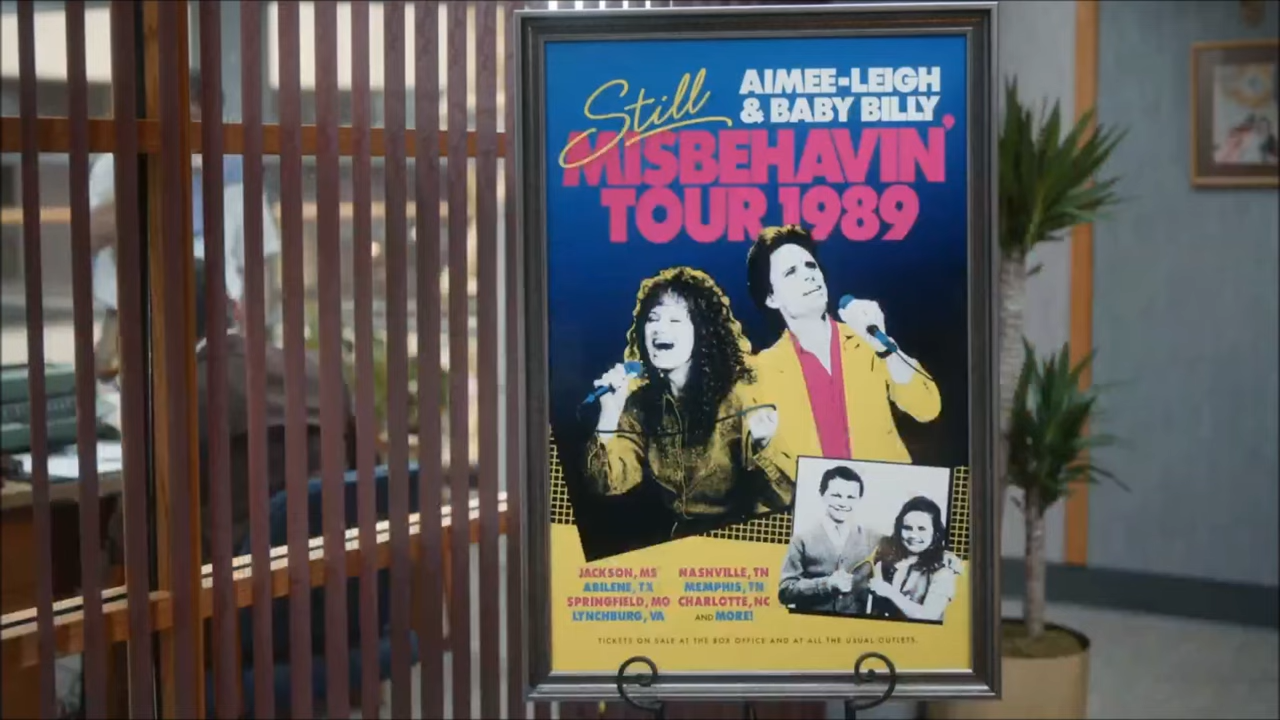 Still
AIMEE-LEIGH
& BABY BILLY
MISBEHAVIN'
TOUR 1989
JACKSON, MS
ABILENE, TX
SPRINGFIELD, MO
LYNCHBURG, VA
NASHVILLE, TN
MEMPHIS, TN
CHARLOTTE, NC
AND MORE!
TICKETS ON SALE AT THE BOX OFFICE AND AT ALL THE USUAL OUTLETS.